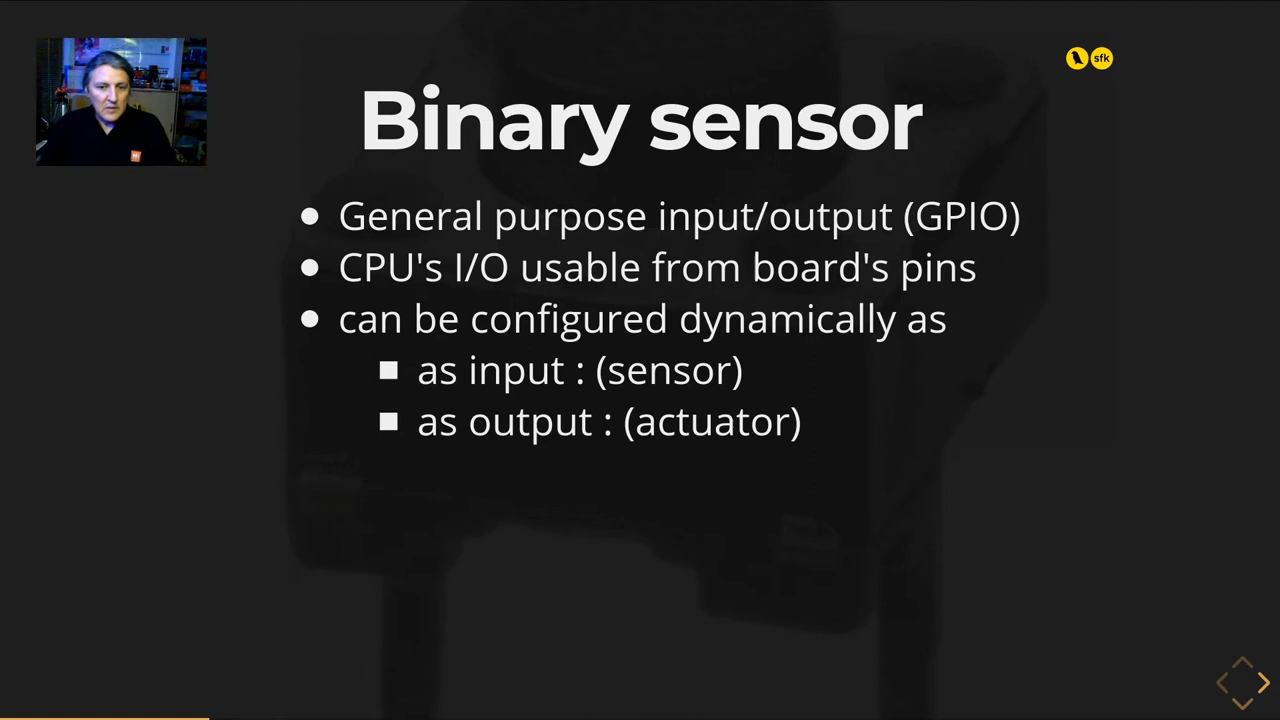 sfk
Binary sensor
General purpose input/output (GPIO)
CPU's I/O usable from board's pins
can be configured dynamically as
as input : (sensor)
as output : (actuator)